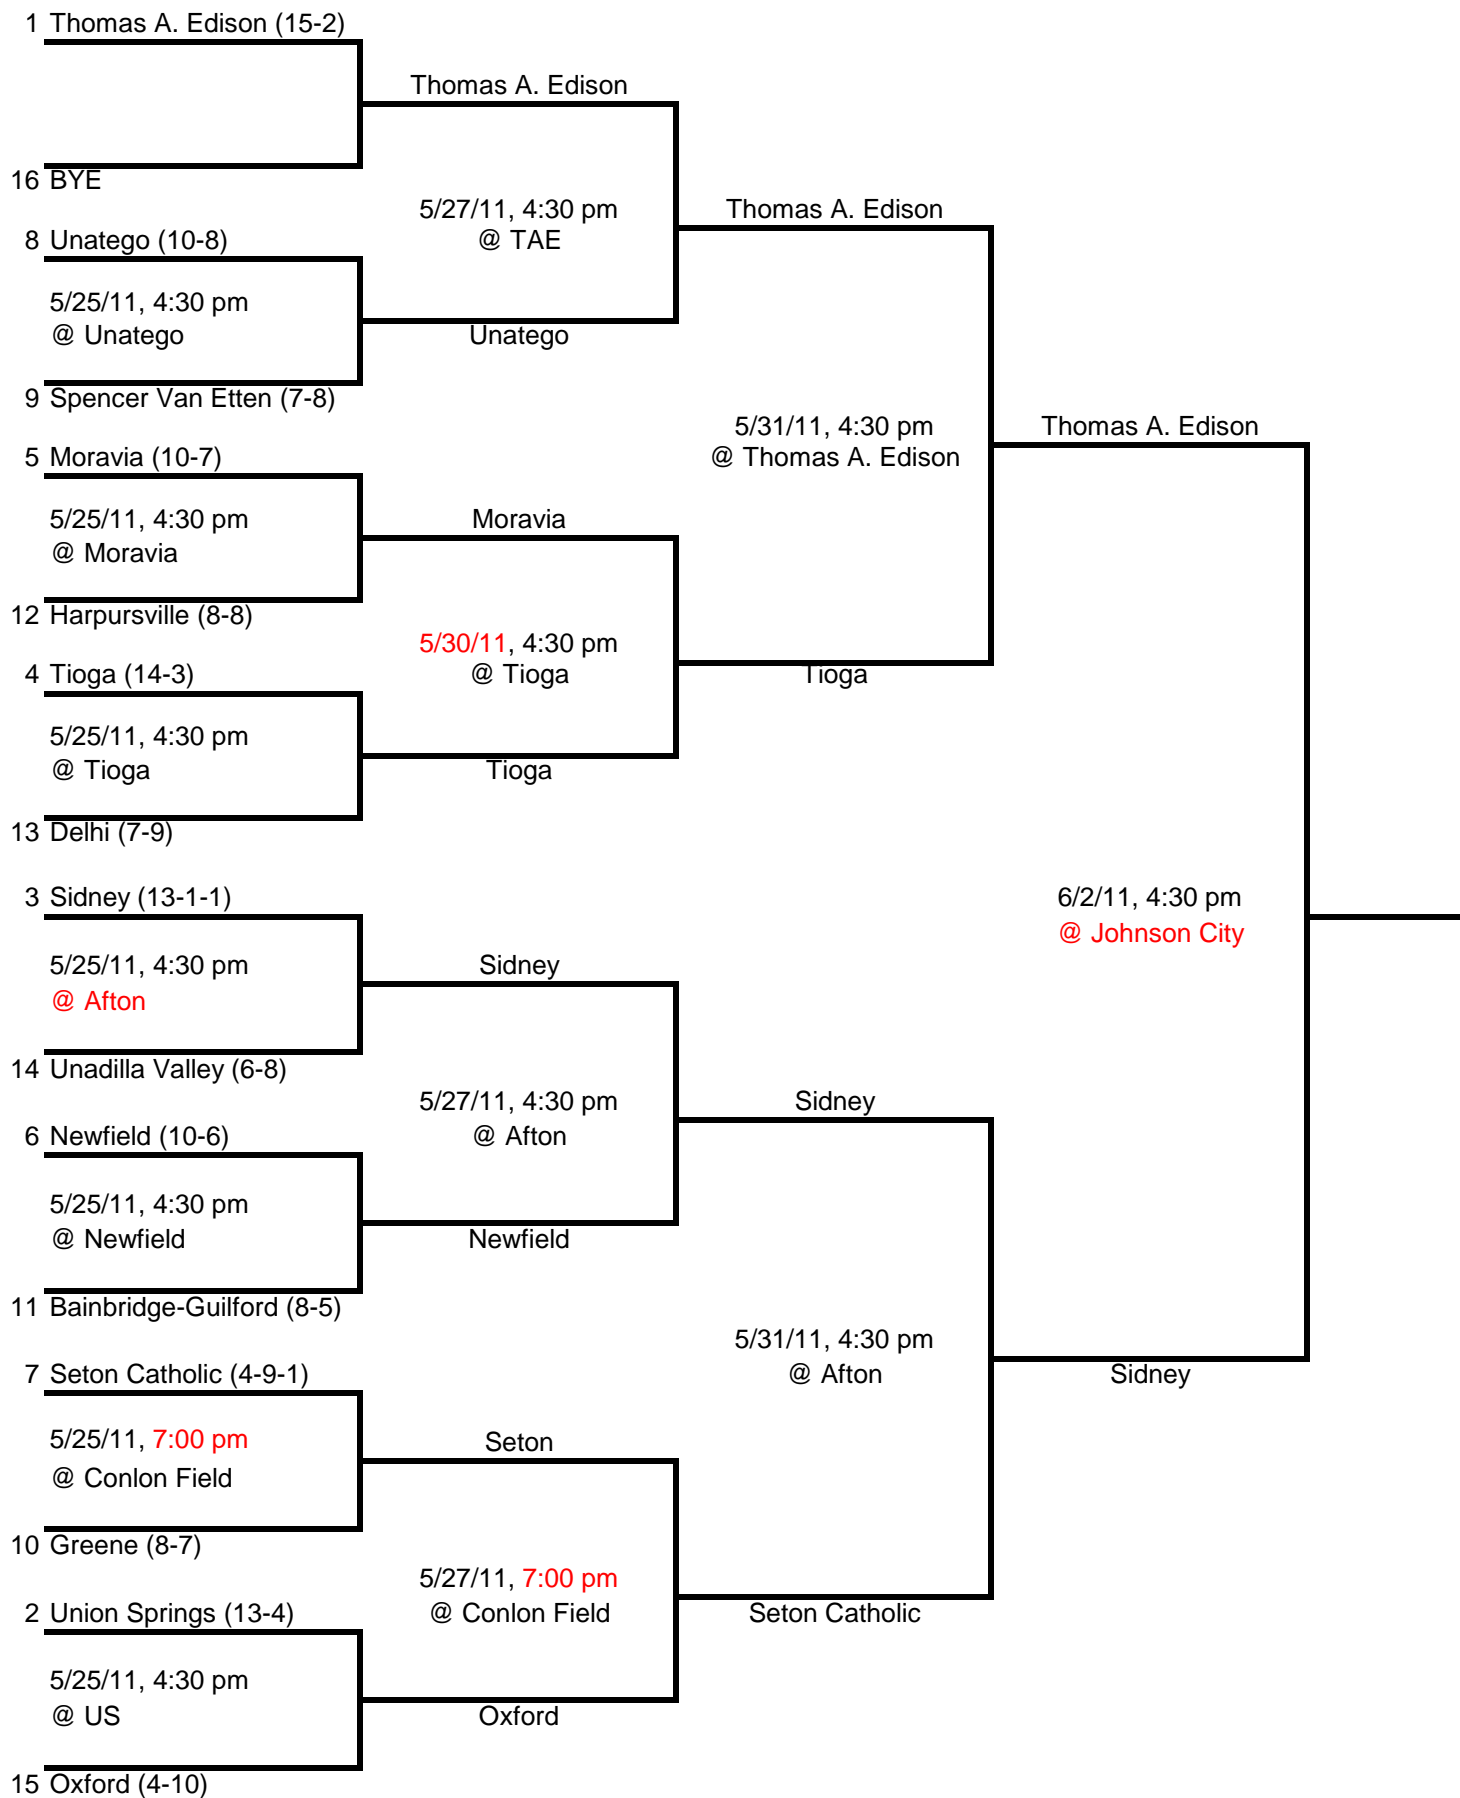 1 Thomas A. Edison (15-2)
Thomas A. Edison
16 BYE
5/27/11, 4:30 pm
@ TAE
Thomas A. Edison
8 Unatego (10-8)
5/25/11, 4:30 pm
@ Unatego
Unatego
9 Spencer Van Etten (7-8)
5/31/11, 4:30 pm
@ Thomas A. Edison
Thomas A. Edison
5 Moravia (10-7)
5/25/11, 4:30 pm
@ Moravia
Moravia
12 Harpursville (8-8)
5/30/11, 4:30 pm
@ Tioga
Tioga
4 Tioga (14-3)
5/25/11, 4:30 pm
@ Tioga
Tioga
13 Delhi (7-9)
3 Sidney (13-1-1)
6/2/11, 4:30 pm
@ Johnson City
5/25/11, 4:30 pm
@ Afton
Sidney
14 Unadilla Valley (6-8)
5/27/11, 4:30 pm
@ Afton
Sidney
6 Newfield (10-6)
5/25/11, 4:30 pm
@ Newfield
Newfield
11 Bainbridge-Guilford (8-5)
5/31/11, 4:30 pm
@ Afton
Sidney
7 Seton Catholic (4-9-1)
5/25/11, 7:00 pm
@ Conlon Field
Seton
10 Greene (8-7)
5/27/11, 7:00 pm
@ Conlon Field
Seton Catholic
2 Union Springs (13-4)
5/25/11, 4:30 pm
@ US
Oxford
15 Oxford (4-10)